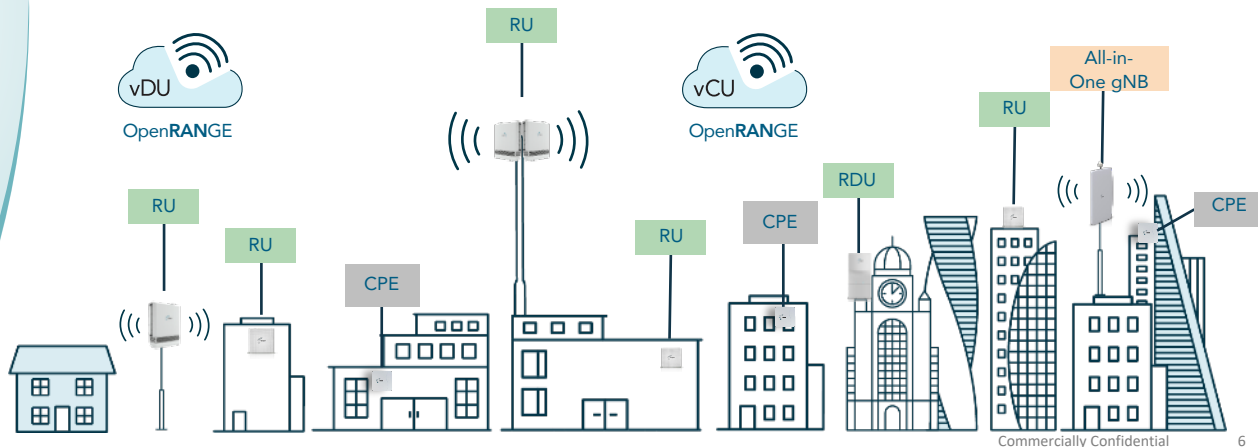 RU
vDU
OpenRANGE
vCU
OpenRANGE
All-in-
One gNB
RU
RDU
RU
CPE
CPE
RU
RU
CPE
Commercially Confidential
6